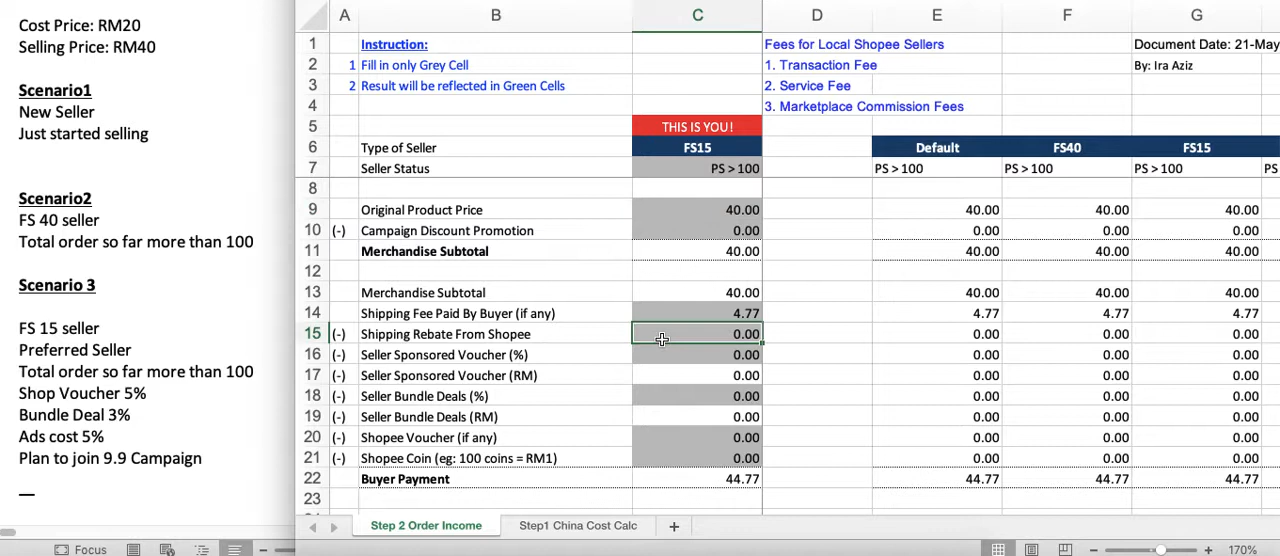 Cost Price: RM20
Selling Price: RM40
Scenario1
New Seller
Just started selling
Scenario2
FS 40 seller
Total order so far more than 100
Scenario 3
FS 15 seller
Preferred Seller
Total order so far more than 100
Shop Voucher 5%
Bundle Deal 3%
Ads cost 5%
Plan to join 9.9 Campaign
—
Focus
A B C D E F G
1 Instruction: Fees for Local Shopee Sellers Document Date: 21-May
2 1 Fill in only Grey Cell 1. Transaction Fee By: Ira Aziz
3 2 Result will be reflected in Green Cells 2. Service Fee
4 3. Marketplace Commission Fees
5 THIS IS YOU!
6 Type of Seller FS15 Default FS40 FS15
7 Seller Status PS > 100 PS > 100 PS > 100 PS > 100 PS
8
9 Original Product Price 40.00 40.00 40.00 40.00
10 (-) Campaign Discount Promotion 0.00 0.00 0.00 0.00
11 Merchandise Subtotal 40.00 40.00 40.00 40.00
12
13 Merchandise Subtotal 40.00 40.00 40.00 40.00
14 Shipping Fee Paid By Buyer (if any) 4.77 4.77 4.77 4.77
15 (-) Shipping Rebate From Shopee 0.00 0.00 0.00 0.00
16 (-) Seller Sponsored Voucher (%) 0.00 0.00 0.00 0.00
17 (-) Seller Sponsored Voucher (RM) 0.00 0.00 0.00 0.00
18 (-) Seller Bundle Deals (%) 0.00 0.00 0.00 0.00
19 (-) Seller Bundle Deals (RM) 0.00 0.00 0.00 0.00
20 (-) Shopee Voucher (if any) 0.00 0.00 0.00 0.00
21 (-) Shopee Coin (eg: 100 coins = RM1) 0.00 0.00 0.00 0.00
22 Buyer Payment 44.77 44.77 44.77 44.77
23
Step 2 Order Income Step1 China Cost Calc +
170%